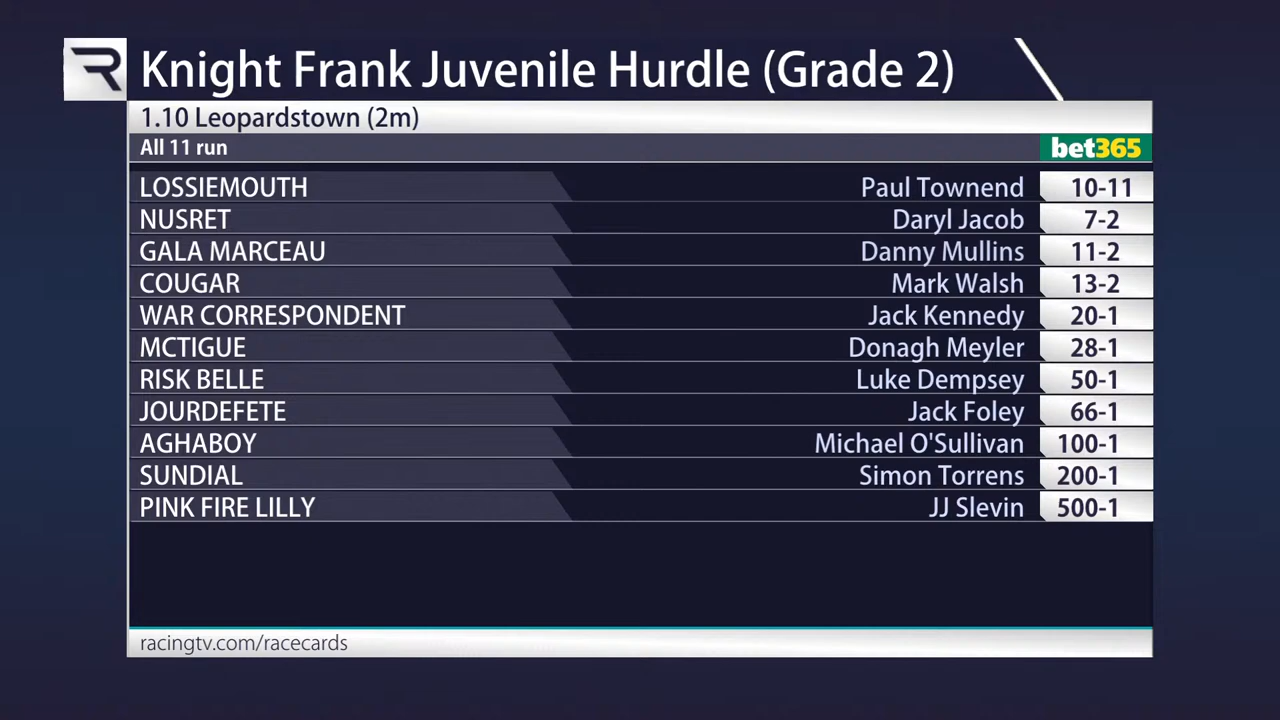 Knight Frank Juvenile Hurdle (Grade 2)
1.10 Leopardstown (2m)
All 11 run bet365
LOSSIEMOUTH Paul Townend 10-11
NUSRET Daryl Jacob 7-2
GALA MARCEAU Danny Mullins 11-2
COUGAR Mark Walsh 13-2
WAR CORRESPONDENT Jack Kennedy 20-1
MCTIGUE Donagh Meyler 28-1
RISK BELLE Luke Dempsey 50-1
JOURDEFETE Jack Foley 66-1
AGHABOY Michael O'Sullivan 100-1
SUNDIAL Simon Torrens 200-1
PINK FIRE LILLY JJ Slevin 500-1
racingtv.com/racecards